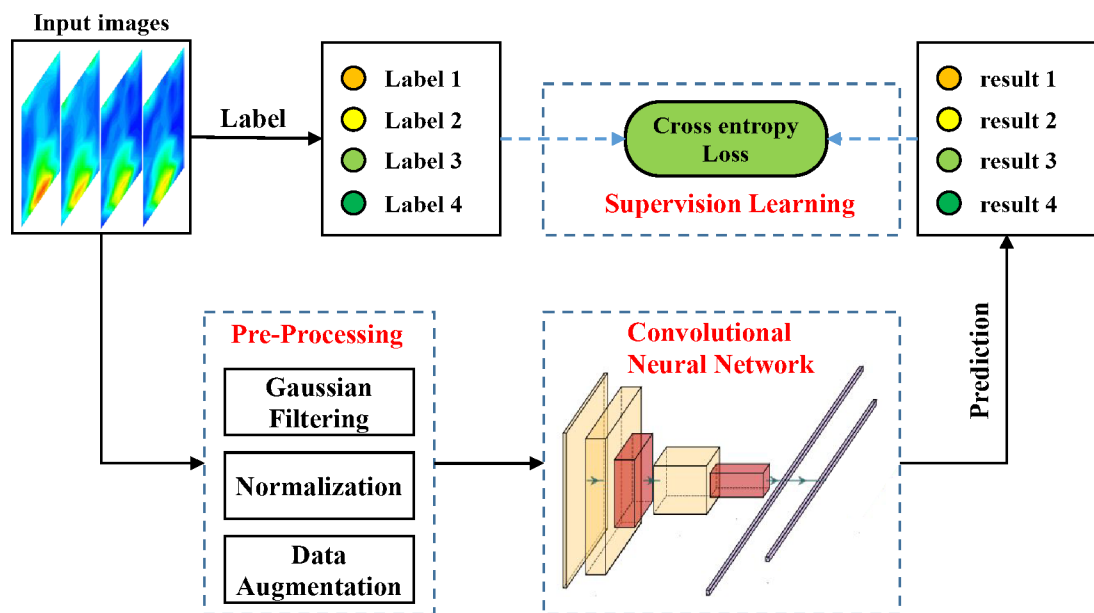 Input images
Label
Label 1
Label 2
Label 3
Label 4
Cross entropy
Loss
Supervision Learning
result 1
result 2
result 3
result 4
Pre-Processing
Gaussian
Filtering
Normalization
Data
Augmentation
Convolutional
Neural Network
Prediction